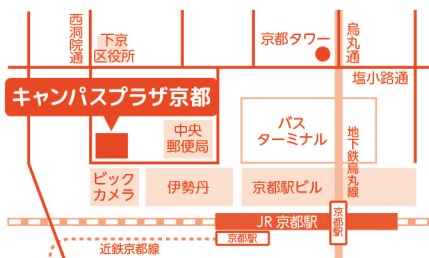 西洞院通
下京
区役所
京都タワー
烏丸通
塩小路通
キャンパスプラザ京都
中央
郵便局
バス
ターミナル
地下鉄烏丸線
ビック
カメラ
伊勢丹
京都駅ビル
JR 京都駅
京都駅
京都駅
近鉄京都線